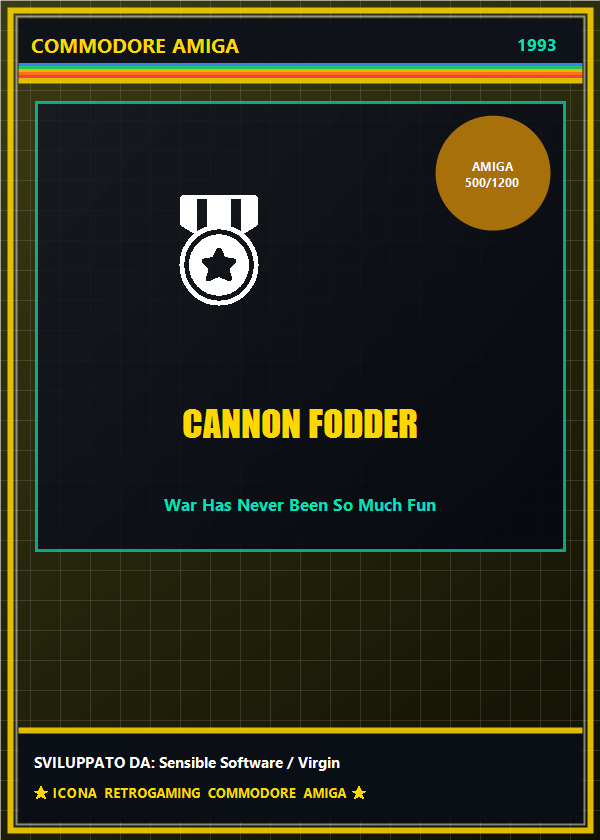 COMMODORE AMIGA
1993
AMIGA
500/1200
CANNON FODDER
War Has Never Been So Much Fun
SVILUPPATO DA: Sensible Software / Virgin
⭐ ICONA RETROGAMING COMMODORE AMIGA ⭐